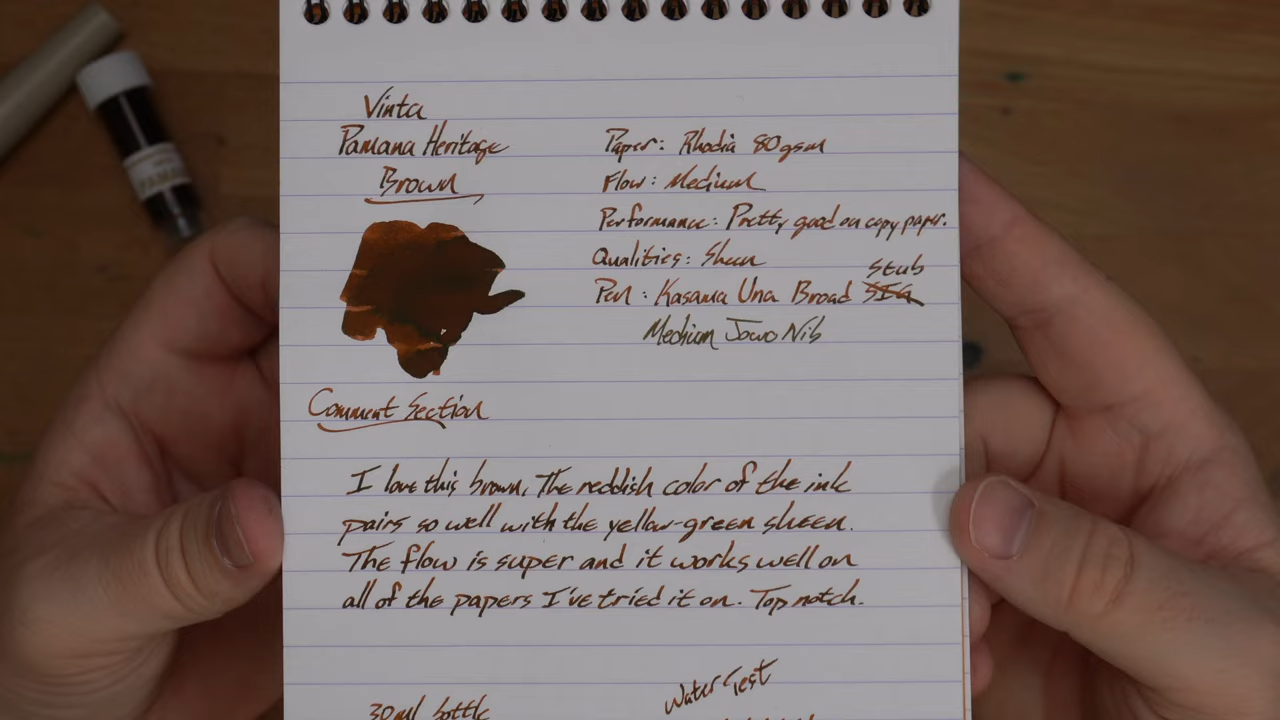 Vinta
Pamana Heritage
Brown
Paper: Rhodia 80gsm
Flow: Medium
Performance: Pretty good on copy paper.
Qualities: Sheen
Stub
Pen: Kasama Una Broad SIG
Medium Jowo Nib
Comment Section
I love this brown. The reddish color of the ink
pairs so well with the yellow-green sheen.
The flow is super and it works well on
all of the papers I've tried it on. Top notch.
30ml bottle
Water Test